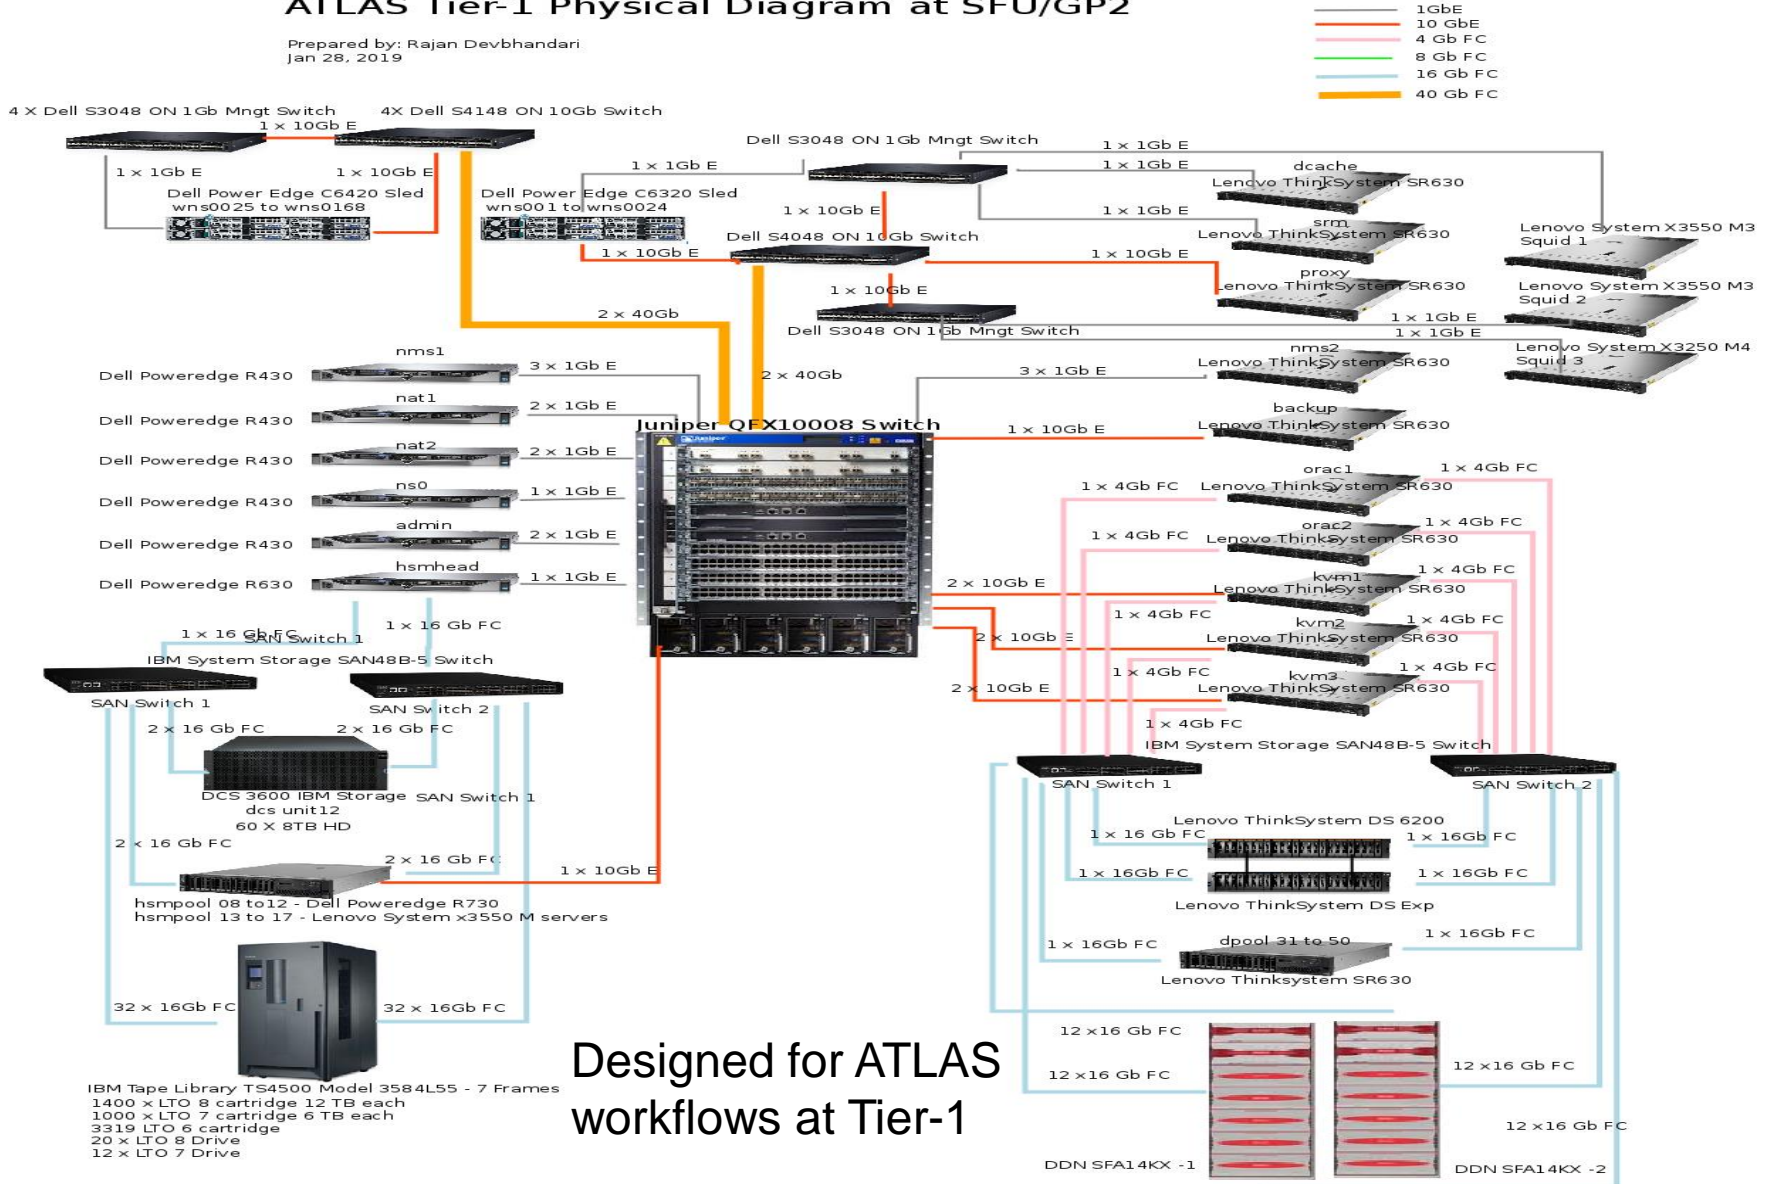 ATLAS Tier-1 Physical Diagram at SFU/GP2
Prepared by: Rajan Devbhandari
Jan 28, 2019
1GbE
10 GbE
4 Gb FC
8 Gb FC
16 Gb FC
40 Gb FC
4 X Dell S3048 ON 1Gb Mngt Switch
4X Dell S4148 ON 10Gb Switch
1 x 10Gb E
1 x 1Gb E
1 x 10Gb E
Dell Power Edge C6420 Sled
wns0025 to wns0168
Dell Power Edge C6320 Sled
wns001 to wns0024
1 x 1Gb E
Dell S3048 ON 1Gb Mngt Switch
1 x 10Gb E
Dell S4048 ON 10Gb Switch
1 x 10Gb E
1 x 10Gb E
Dell S3048 ON 1Gb Mngt Switch
1 x 1Gb E
1 x 1Gb E
1 x 1Gb E
1 x 10Gb E
dcache
Lenovo ThinkSystem SR630
srm
Lenovo ThinkSystem SR630
proxy
Lenovo ThinkSystem SR630
Lenovo System X3550 M3
Squid 1
Lenovo System X3550 M3
Squid 2
1 x 1Gb E
1 x 1Gb E
Lenovo System X3250 M4
Squid 3
2 x 40Gb
2 x 40Gb
nms1
Dell Poweredge R430
3 x 1Gb E
nat1
Dell Poweredge R430
2 x 1Gb E
nat2
Dell Poweredge R430
2 x 1Gb E
ns0
Dell Poweredge R430
1 x 1Gb E
admin
Dell Poweredge R430
2 x 1Gb E
hsmhead
Dell Poweredge R630
1 x 1Gb E
Juniper QFX10008 Switch
Juniper
3 x 1Gb E
nms2
Lenovo ThinkSystem SR630
1 x 10Gb E
backup
Lenovo ThinkSystem SR630
orac1
1 x 4Gb FC
1 x 4Gb FC
Lenovo ThinkSystem SR630
orac2
1 x 4Gb FC
1 x 4Gb FC
Lenovo ThinkSystem SR630
2 x 10Gb E
kvm1
1 x 4Gb FC
Lenovo ThinkSystem SR630
1 x 4Gb FC
kvm2
1 x 4Gb FC
2 x 10Gb E
Lenovo ThinkSystem SR630
1 x 4Gb FC
kvm3
1 x 4Gb FC
2 x 10Gb E
Lenovo ThinkSystem SR630
1 x 4Gb FC
1 x 16 Gb FC
SAN Switch 1
1 x 16 Gb FC
IBM System Storage SAN48B-5 Switch
SAN Switch 1
SAN Switch 2
2 x 16 Gb FC
2 x 16 Gb FC
DCS 3600 IBM Storage
SAN Switch 1
dcs unit12
60 X 8TB HD
2 x 16 Gb FC
2 x 16 Gb FC
1 x 10Gb E
hsmpool 08 to12 - Dell Poweredge R730
hsmpool 13 to 17 - Lenovo System x3550 M servers
32 x 16Gb FC
32 x 16Gb FC
IBM Tape Library TS4500 Model 3584L55 - 7 Frames
1400 x LTO 8 cartridge 12 TB each
1000 x LTO 7 cartridge 6 TB each
3319 LTO 6 cartridge
20 x LTO 8 Drive
12 x LTO 7 Drive
Designed for ATLAS
workflows at Tier-1
IBM System Storage SAN48B-5 Switch
SAN Switch 1
SAN Switch 2
Lenovo ThinkSystem DS 6200
1 x 16 Gb FC
1 x 16Gb FC
1 x 16Gb FC
1 x 16Gb FC
Lenovo ThinkSystem DS Exp
dpool 31 to 50
1 x 16Gb FC
1 x 16Gb FC
Lenovo Thinksystem SR630
12 x16 Gb FC
12 x16 Gb FC
12 x16 Gb FC
12 x16 Gb FC
DDN SFA14KX -1
DDN SFA14KX -2